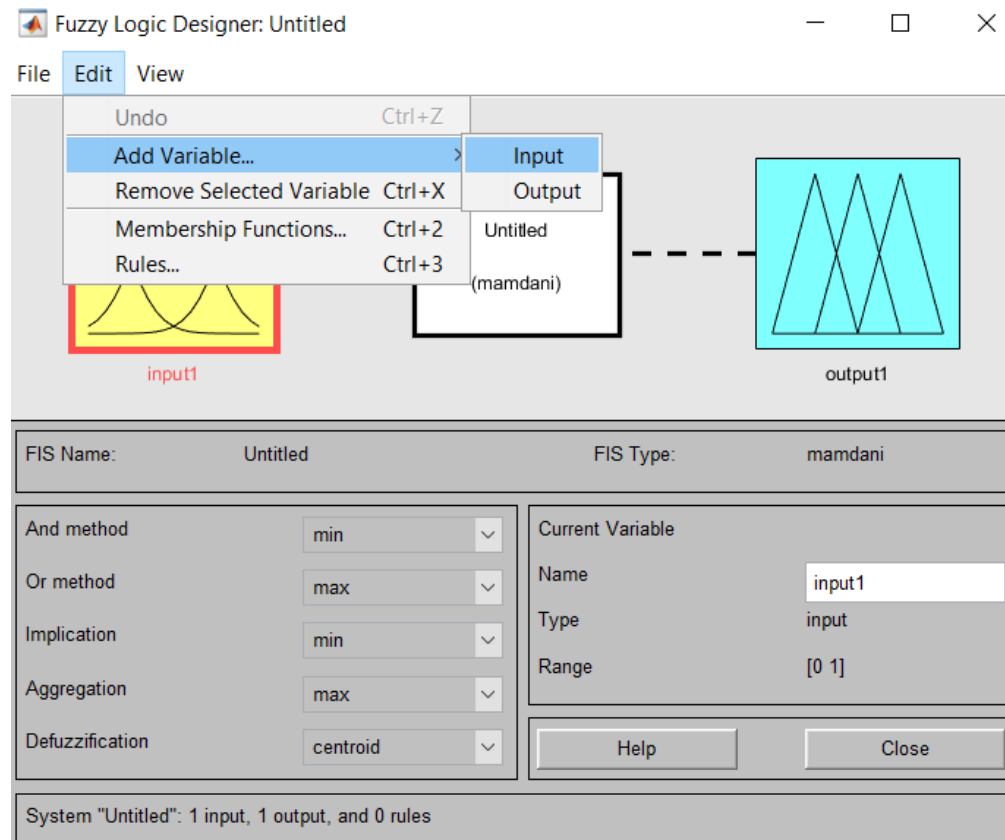 Fuzzy Logic Designer: Untitled
File Edit View
Undo Ctrl+Z
Add Variable... Input
Remove Selected Variable Ctrl+X Output
Membership Functions... Ctrl+2
Rules... Ctrl+3
Untitled
(mamdani)
input1
output1
FIS Name: Untitled FIS Type: mamdani
And method min
Or method max
Implication min
Aggregation max
Defuzzification centroid
Current Variable
Name input1
Type input
Range [0 1]
Help Close
System "Untitled": 1 input, 1 output, and 0 rules